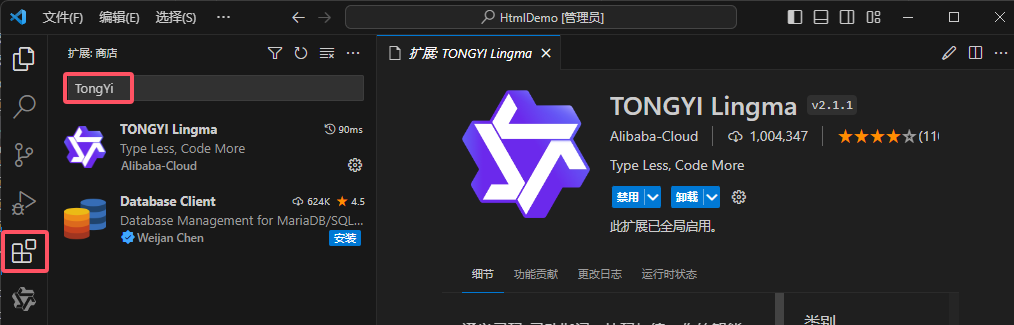 文件(F) 编辑(E) 选择(S) ··· HtmlDemo [管理员]
扩展: 商店
TongYi
TONGYI Lingma 90ms
Type Less, Code More
Alibaba-Cloud
Database Client 624K 4.5
Database Management for MariaDB/SQL...
Weijan Chen 安装
扩展: TONGYI Lingma
TONGYI Lingma v2.1.1
Alibaba-Cloud 1,004,347
Type Less, Code More
禁用 卸载
此扩展已全局启用。
细节 功能贡献 更改日志 运行时状态
类别